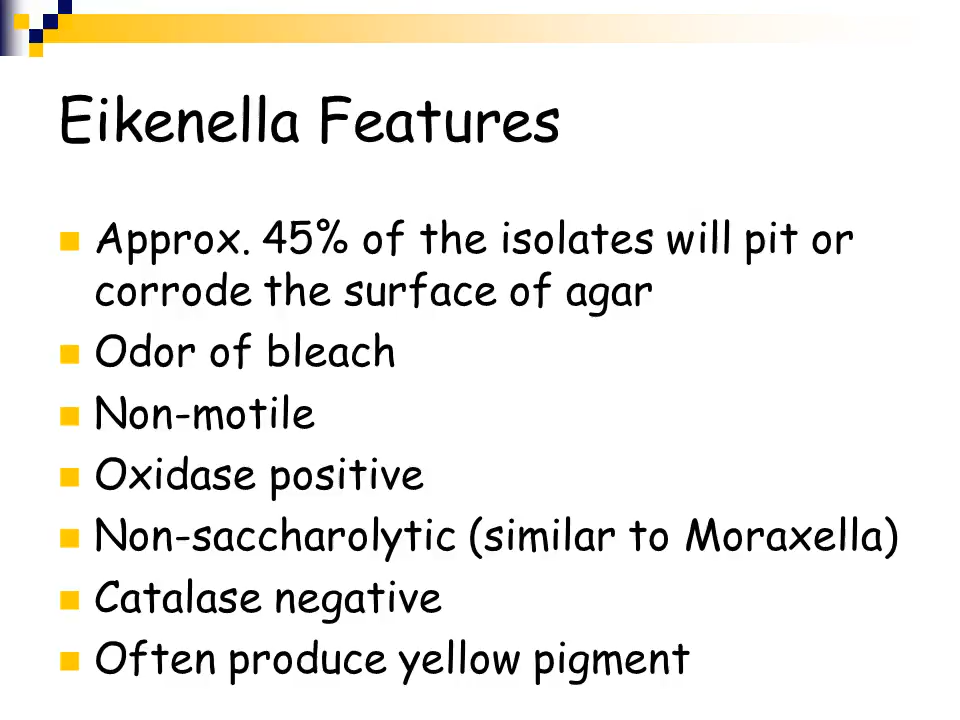 Eikenella Features
Approx. 45% of the isolates will pit or
corrode the surface of agar
Odor of bleach
Non-motile
Oxidase positive
Non-saccharolytic (similar to Moraxella)
Catalase negative
Often produce yellow pigment